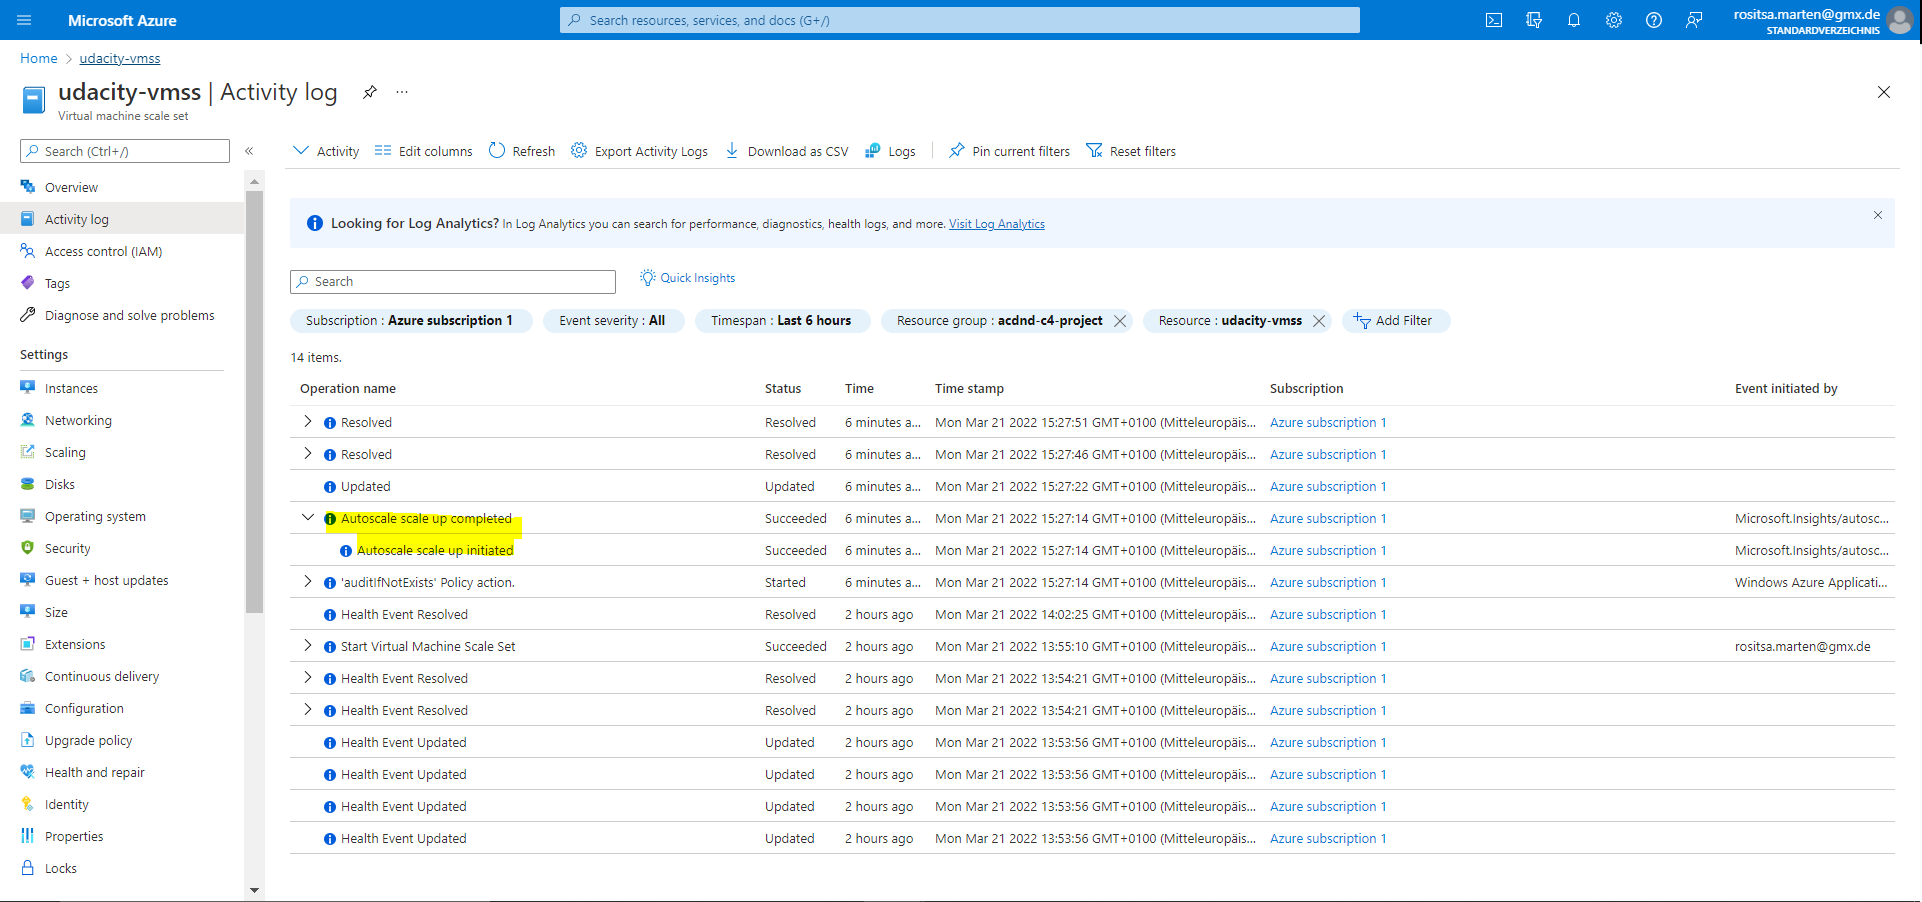 Microsoft Azure
Search resources, services, and docs (G+/)
rositsa.marten@gmx.de
STANDARDVERZEICHNIS
Home > udacity-vmss
udacity-vmss | Activity log
Virtual machine scale set
Search (Ctrl+/)
Overview
Activity log
Access control (IAM)
Tags
Diagnose and solve problems
Settings
Instances
Networking
Scaling
Disks
Operating system
Security
Guest + host updates
Size
Extensions
Continuous delivery
Configuration
Upgrade policy
Health and repair
Identity
Properties
Locks
Activity Edit columns Refresh Export Activity Logs Download as CSV Logs Pin current filters Reset filters
Looking for Log Analytics? In Log Analytics you can search for performance, diagnostics, health logs, and more. Visit Log Analytics
Search Quick Insights
Subscription : Azure subscription 1 Event severity : All Timespan : Last 6 hours Resource group : acdnd-c4-project Resource : udacity-vmss Add Filter
14 items.
Operation name Status Time Time stamp Subscription Event initiated by
Resolved Resolved 6 minutes a... Mon Mar 21 2022 15:27:51 GMT+0100 (Mitteleuropäis... Azure subscription 1
Resolved Resolved 6 minutes a... Mon Mar 21 2022 15:27:46 GMT+0100 (Mitteleuropäis... Azure subscription 1
Updated Updated 6 minutes a... Mon Mar 21 2022 15:27:22 GMT+0100 (Mitteleuropäis... Azure subscription 1
Autoscale scale up completed Succeeded 6 minutes a... Mon Mar 21 2022 15:27:14 GMT+0100 (Mitteleuropäis... Azure subscription 1 Microsoft.Insights/autosc...
Autoscale scale up initiated Succeeded 6 minutes a... Mon Mar 21 2022 15:27:14 GMT+0100 (Mitteleuropäis... Azure subscription 1 Microsoft.Insights/autosc...
'auditIfNotExists' Policy action. Started 6 minutes a... Mon Mar 21 2022 15:27:14 GMT+0100 (Mitteleuropäis... Azure subscription 1 Windows Azure Applicati...
Health Event Resolved Resolved 2 hours ago Mon Mar 21 2022 14:02:25 GMT+0100 (Mitteleuropäis... Azure subscription 1
Start Virtual Machine Scale Set Succeeded 2 hours ago Mon Mar 21 2022 13:55:10 GMT+0100 (Mitteleuropäis... Azure subscription 1 rositsa.marten@gmx.de
Health Event Resolved Resolved 2 hours ago Mon Mar 21 2022 13:54:21 GMT+0100 (Mitteleuropäis... Azure subscription 1
Health Event Resolved Resolved 2 hours ago Mon Mar 21 2022 13:54:21 GMT+0100 (Mitteleuropäis... Azure subscription 1
Health Event Updated Updated 2 hours ago Mon Mar 21 2022 13:53:56 GMT+0100 (Mitteleuropäis... Azure subscription 1
Health Event Updated Updated 2 hours ago Mon Mar 21 2022 13:53:56 GMT+0100 (Mitteleuropäis... Azure subscription 1
Health Event Updated Updated 2 hours ago Mon Mar 21 2022 13:53:56 GMT+0100 (Mitteleuropäis... Azure subscription 1
Health Event Updated Updated 2 hours ago Mon Mar 21 2022 13:53:56 GMT+0100 (Mitteleuropäis... Azure subscription 1